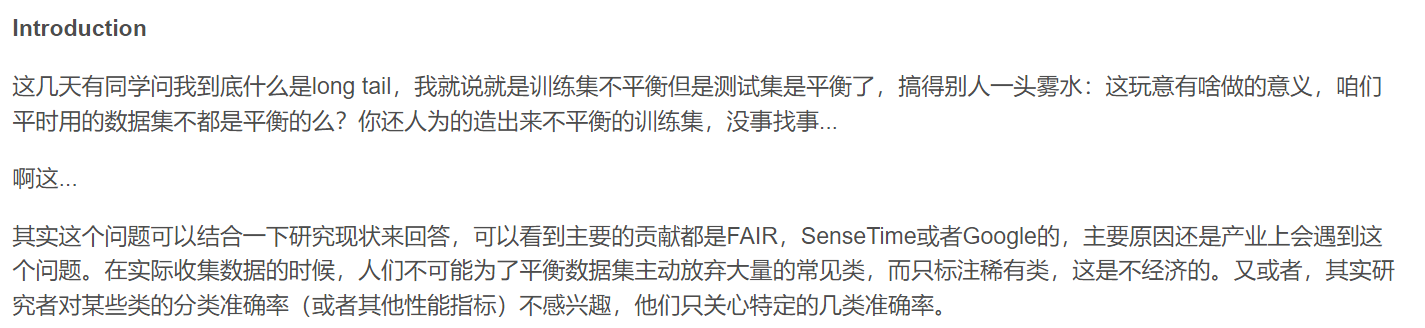 Introduction
这几天有同学问我到底什么是long tail，我就说就是训练集不平衡但是测试集是平衡了，搞得别人一头雾水：这玩意有啥做的意义，咱们
平时用的数据集不都是平衡的么？你还人为的造出来不平衡的训练集，没事找事...
啊这...
其实这个问题可以结合一下研究现状来回答，可以看到主要的贡献都是FAIR，SenseTime或者Google的，主要原因还是产业上会遇到这
个问题。在实际收集数据的时候，人们不可能为了平衡数据集主动放弃大量的常见类，而只标注稀有类，这是不经济的。又或者，其实研
究者对某些类的分类准确率（或者其他性能指标）不感兴趣，他们只关心特定的几类准确率。